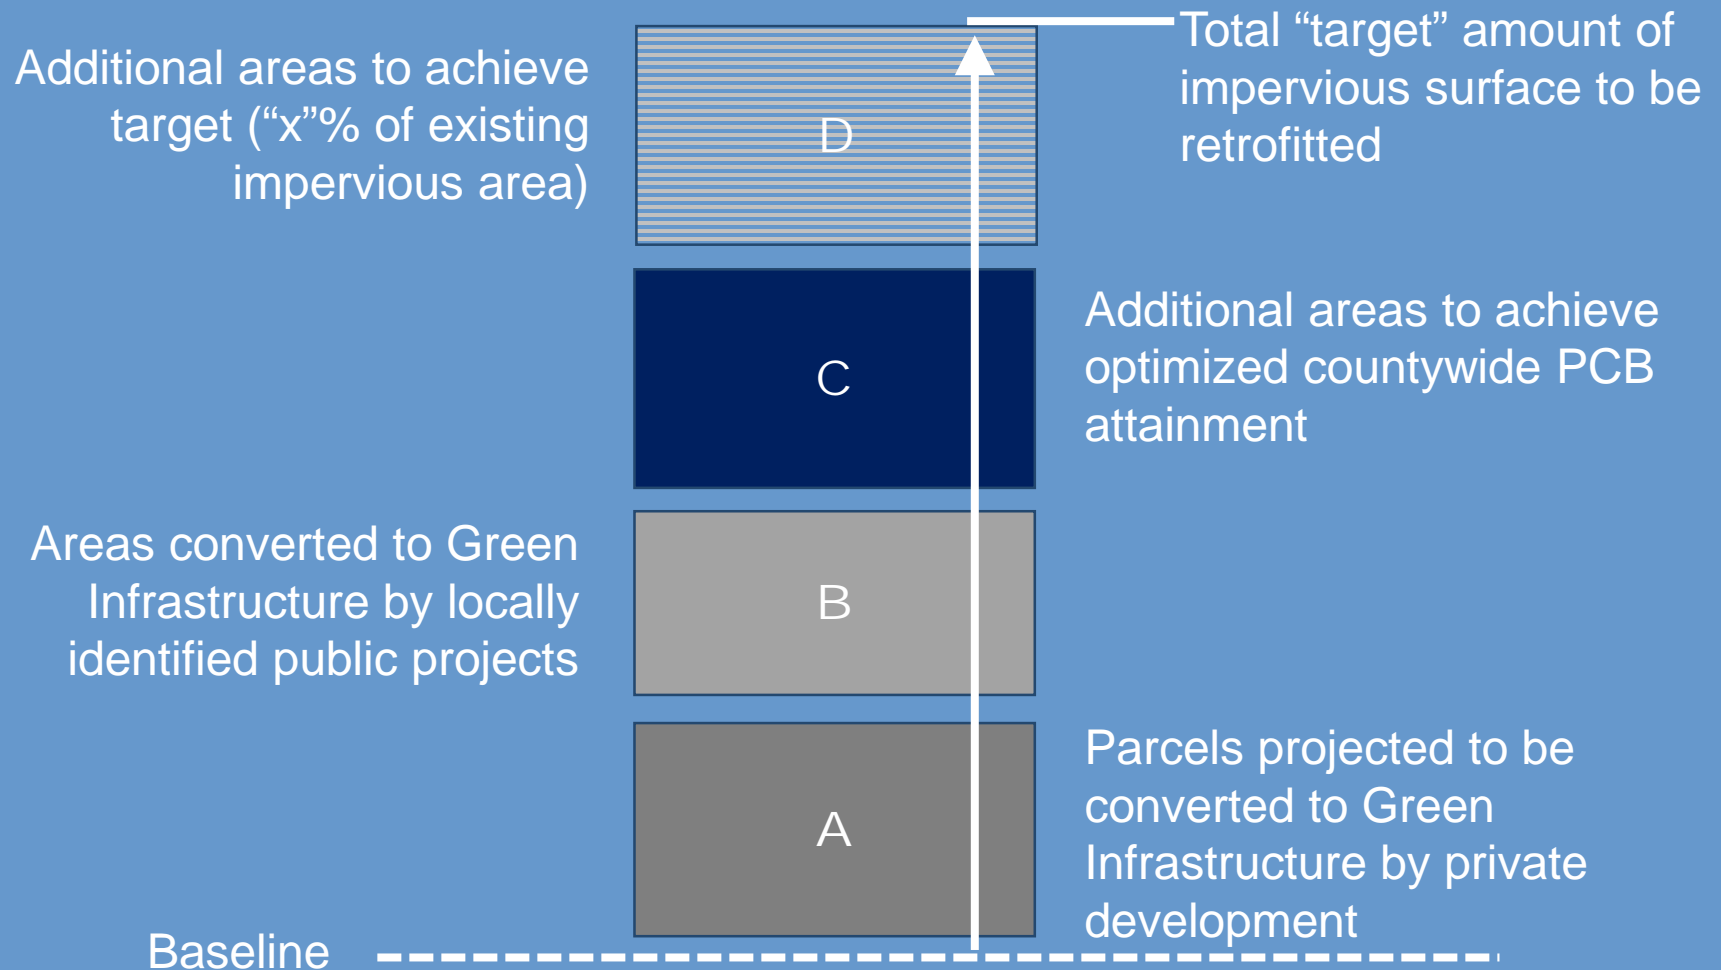 Additional areas to achieve
target (“x”% of existing
impervious area)
D
Total “target” amount of
impervious surface to be
retrofitted
C
Additional areas to achieve
optimized countywide PCB
attainment
Areas converted to Green
Infrastructure by locally
identified public projects
B
A
Parcels projected to be
converted to Green
Infrastructure by private
development
Baseline